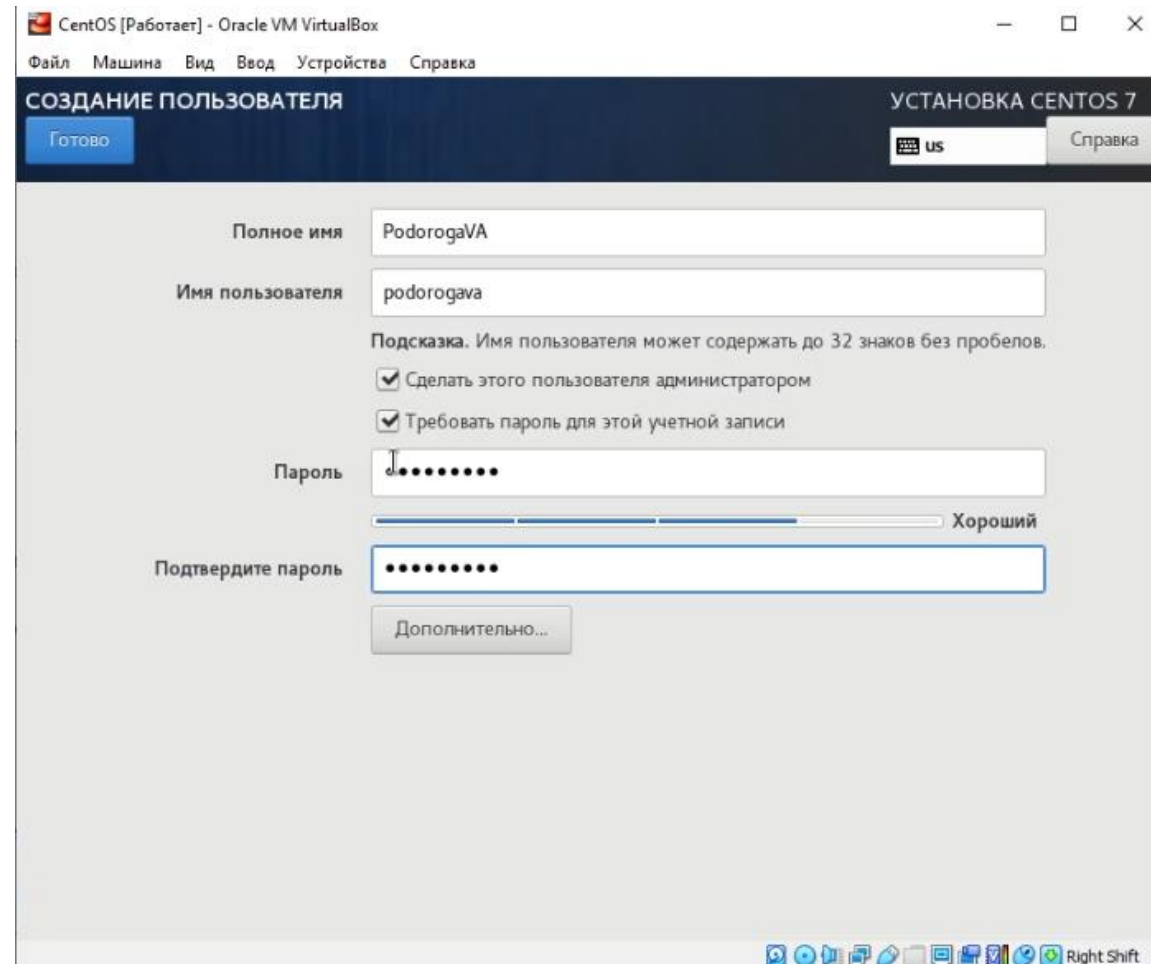 CentOS [Работает] - Oracle VM VirtualBox
Файл Машина Вид Ввод Устройства Справка
СОЗДАНИЕ ПОЛЬЗОВАТЕЛЯ
УСТАНОВКА CENTOS 7
Готово
us
Справка
Полное имя
PodorogaVA
Имя пользователя
podorogava
Подсказка. Имя пользователя может содержать до 32 знаков без пробелов.
Сделать этого пользователя администратором
Требовать пароль для этой учетной записи
Пароль
•••••••••
Хороший
Подтвердите пароль
•••••••••
Дополнительно...
Right Shift